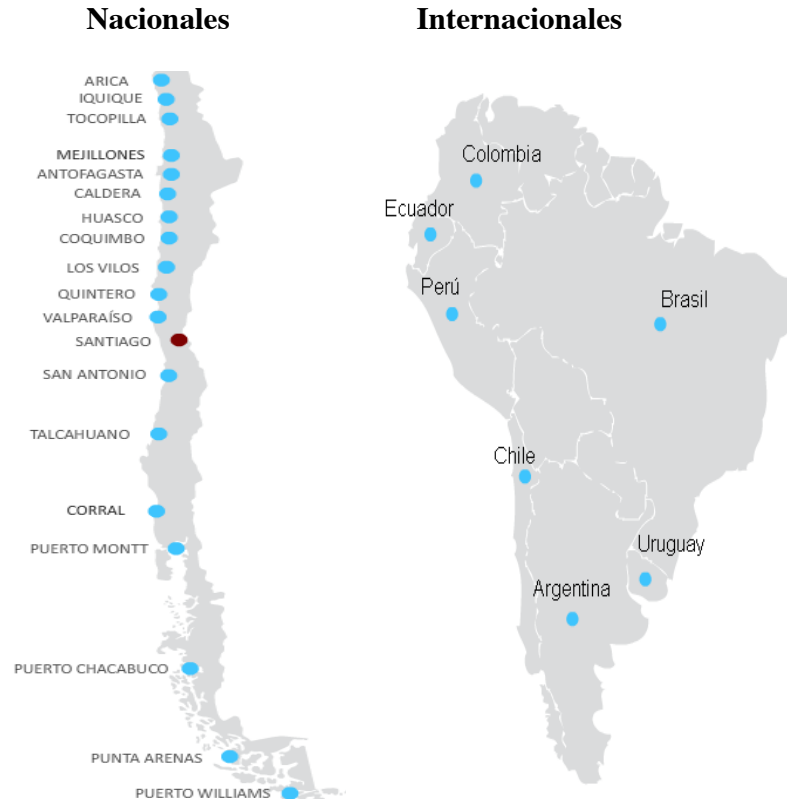 Nacionales
Internacionales
ARICA
IQUIQUE
TOCOPILLA
MEJILLONES
ANTOFAGASTA
CALDERA
HUASCO
COQUIMBO
LOS VILOS
QUINTERO
VALPARAÍSO
SANTIAGO
SAN ANTONIO
TALCAHUANO
CORRAL
PUERTO MONTT
PUERTO CHACABUCO
PUNTA ARENAS
PUERTO WILLIAMS
Colombia
Ecuador
Perú
Brasil
Chile
Uruguay
Argentina